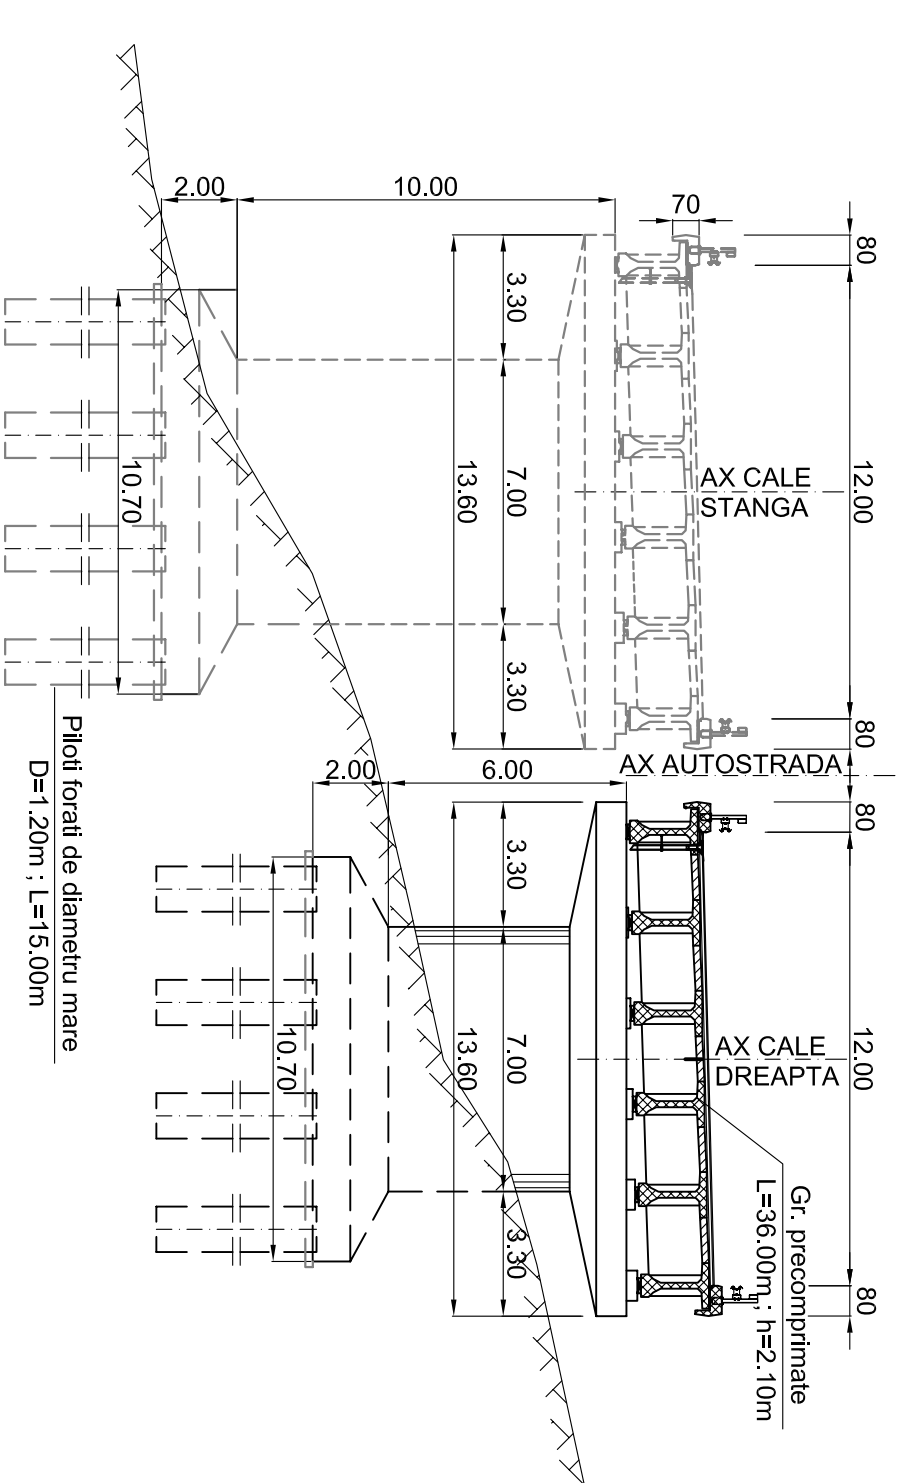 80
12.00
80
80
12.00
80
70
AX CALE
STANGA
AX AUTOSTRADA
AX CALE
DREAPTA
Gr. precomprimate
L=36.00m ; h=2.10m
10.00
2.00
3.30
7.00
3.30
13.60
6.00
2.00
3.30
7.00
3.30
13.60
10.70
10.70
Piloti forati de diametru mare
D=1.20m ; L=15.00m